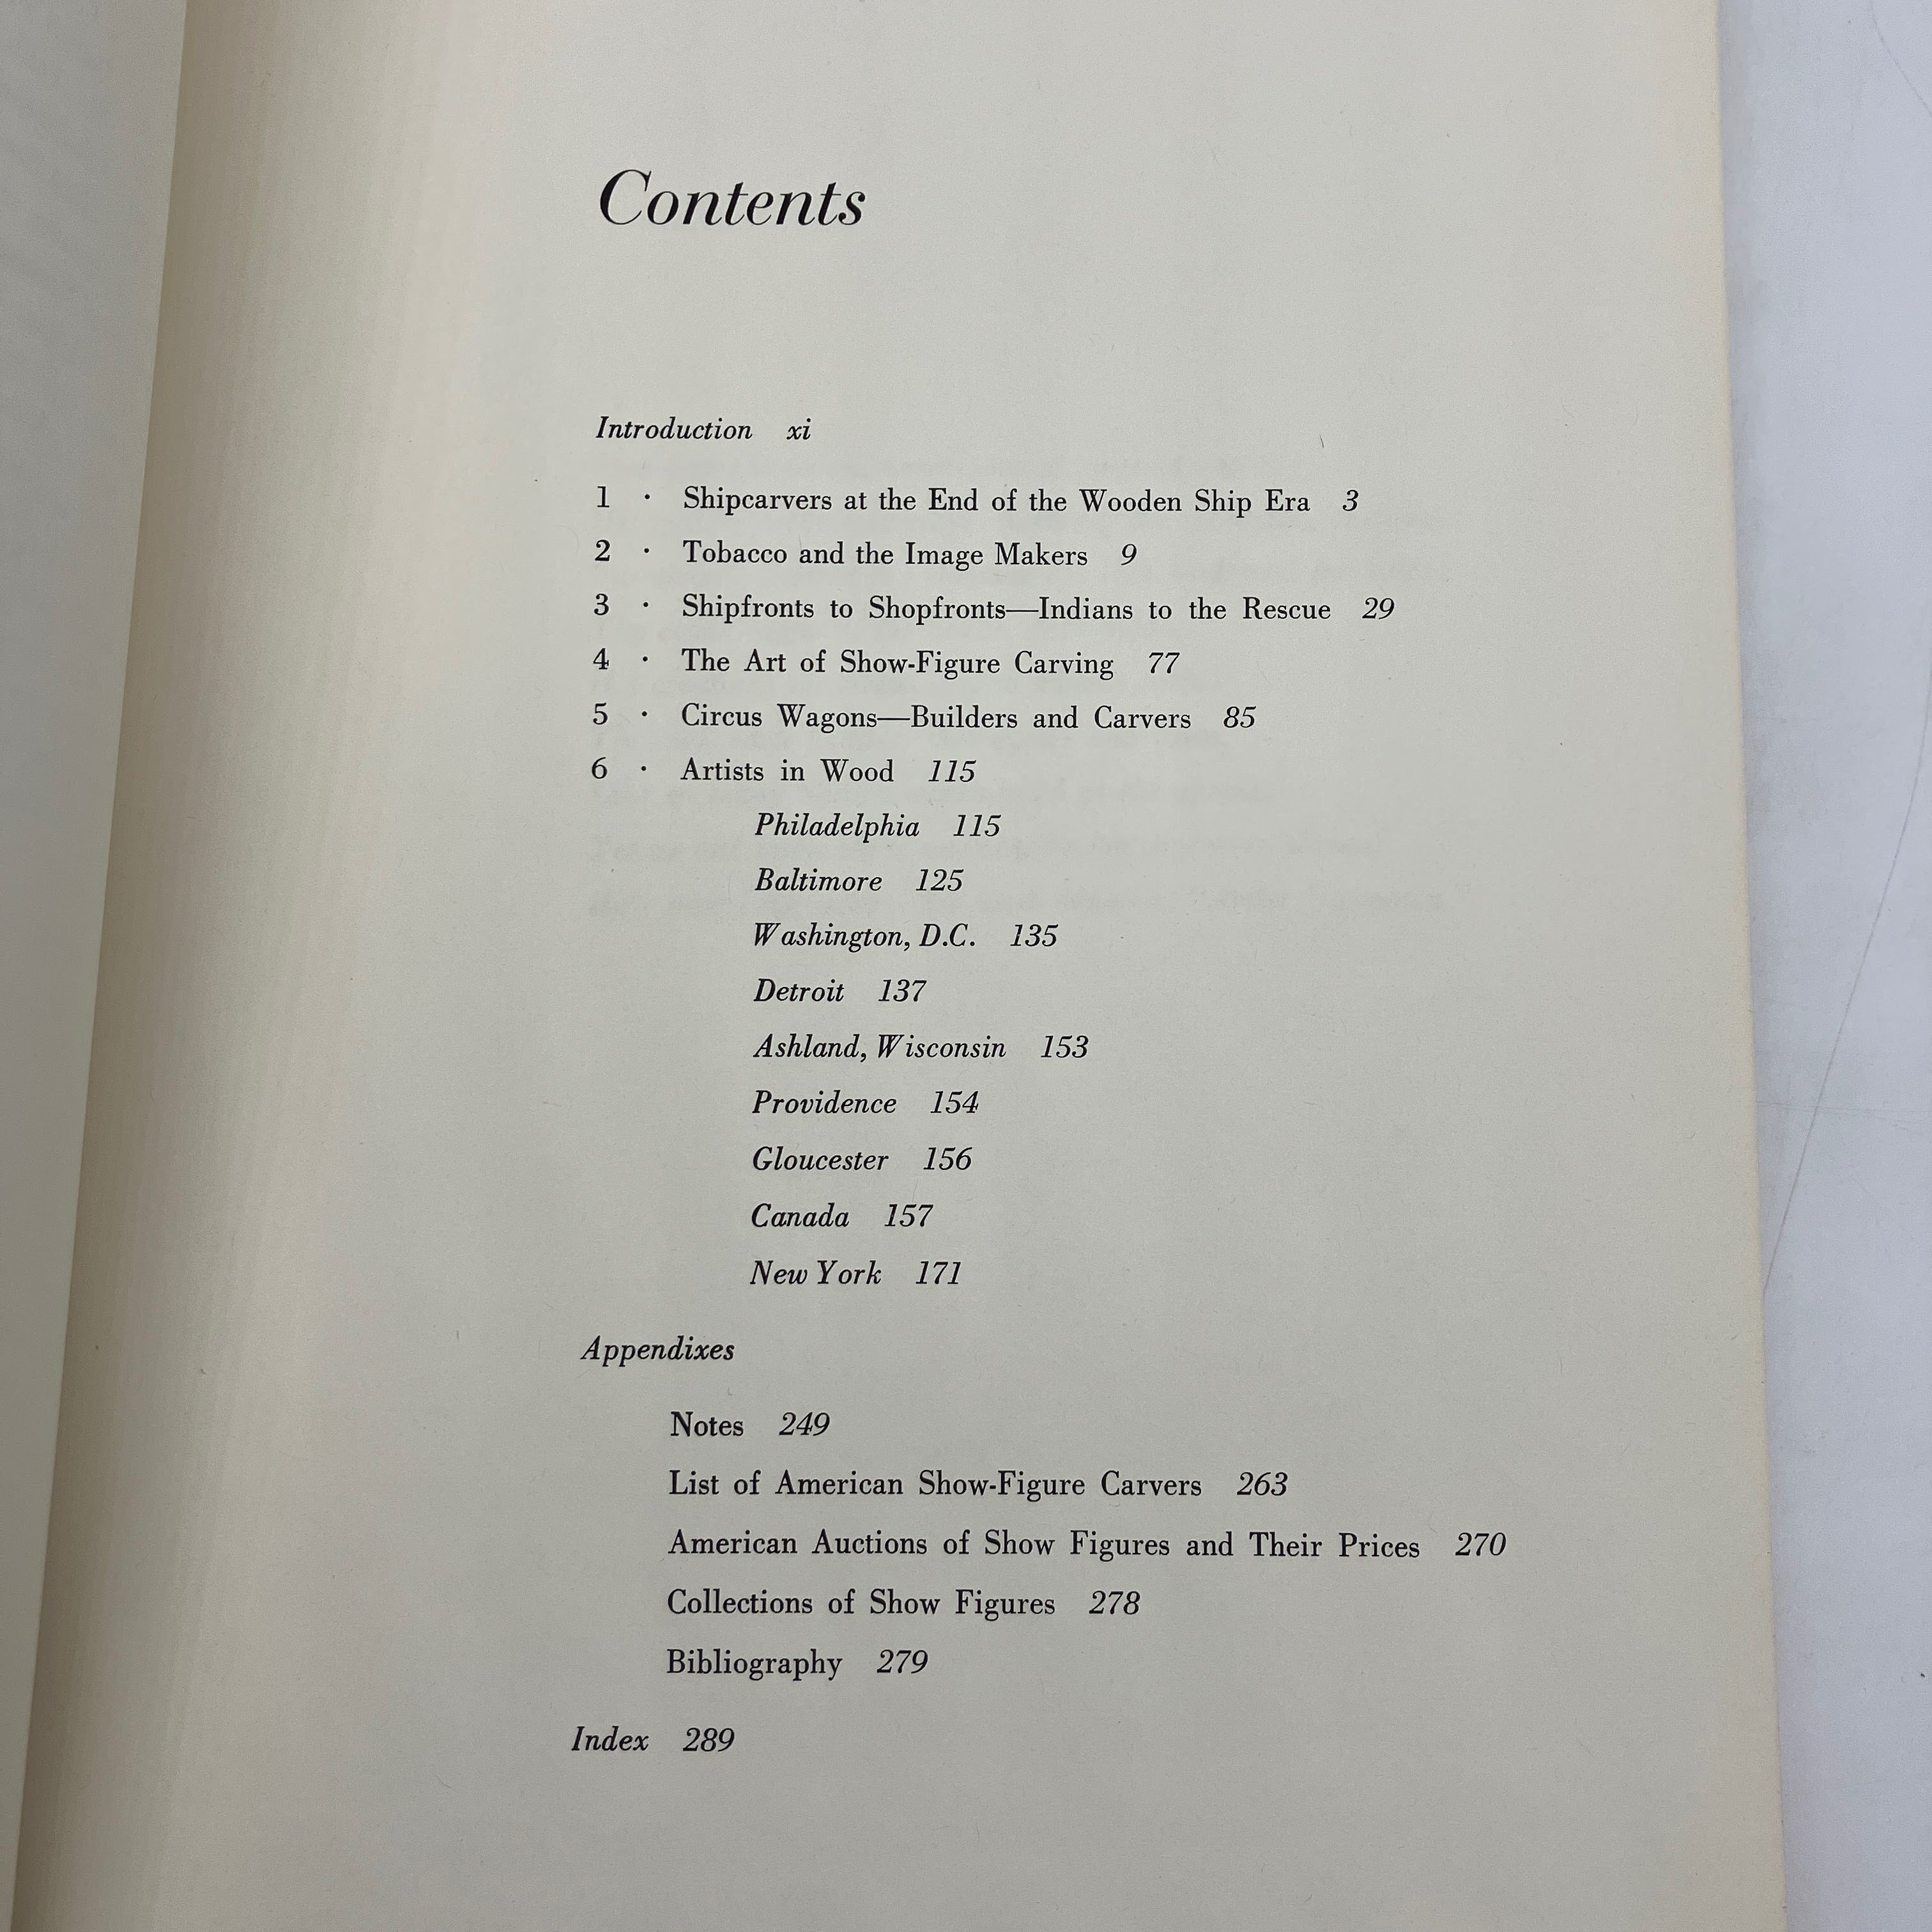 Contents
Introduction xi
1 · Shipcarvers at the End of the Wooden Ship Era 3
2 · Tobacco and the Image Makers 9
3 · Shipfronts to Shopfronts—Indians to the Rescue 29
4 · The Art of Show-Figure Carving 77
5 · Circus Wagons—Builders and Carvers 85
6 · Artists in Wood 115
Philadelphia 115
Baltimore 125
Washington, D.C. 135
Detroit 137
Ashland, Wisconsin 153
Providence 154
Gloucester 156
Canada 157
New York 171
Appendixes
Notes 249
List of American Show-Figure Carvers 263
American Auctions of Show Figures and Their Prices 270
Collections of Show Figures 278
Bibliography 279
Index 289